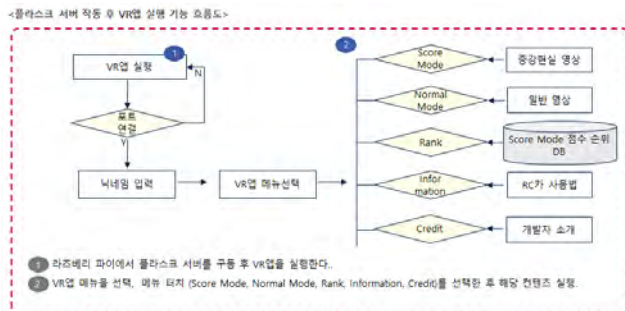 <플라스크 서버 작동 후 VR앱 실행 기능 흐름도>
1
VR앱 실행
N
포트
연결
Y
닉네임 입력
VR앱 메뉴선택
2
Score
Mode
증강현실 영상
Normal
Mode
일반 영상
Rank
Score Mode 점수 순위
DB
Infor
mation
RC카 사용법
Credit
개발자 소개
1 라즈베리 파이에서 플라스크 서버를 구동 후 VR앱을 실행한다..
2 VR앱 메뉴을 선택, 메뉴 터치 (Score Mode, Normal Mode, Rank, Information, Credit)를 선택한 후 해당 컨텐츠 실행.